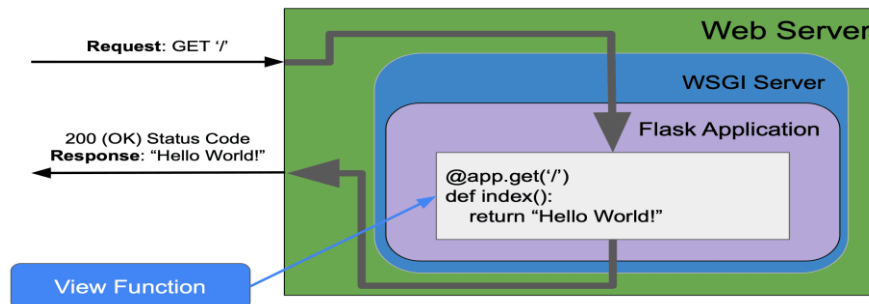 Web Server
Request: GET ‘/’
WSGI Server
200 (OK) Status Code
Response: “Hello World!”
Flask Application
@app.get(‘/’)
def index():
    return “Hello World!”
View Function